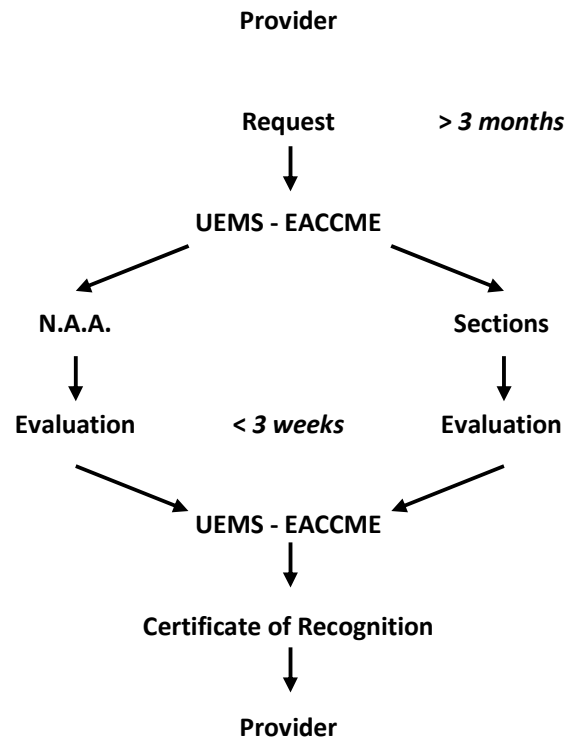 Provider
Request > 3 months
UEMS - EACCME
N.A.A. Sections
Evaluation < 3 weeks Evaluation
UEMS - EACCME
Certificate of Recognition
Provider